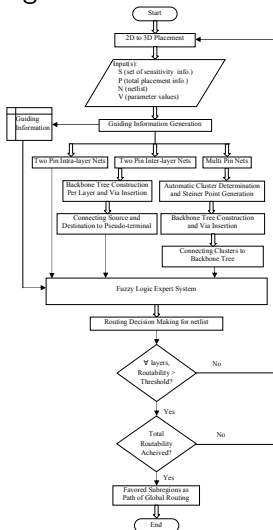 Start
2D to 3D Placement
Input(s):
S (set of sensitivity info.)
P (total placement info.)
N (netlist)
V (parameter values)
Guiding
Information
Guiding Information Generation
Two Pin Intra-layer Nets
Two Pin Inter-layer Nets
Multi Pin Nets
Backbone Tree Construction
Per Layer and Via Insertion
Automatic Cluster Determination
and Steiner Point Generation
Connecting Source and
Destination to Pseudo-terminal
Backbone Tree Construction
and Via Insertion
Connecting Clusters to
Backbone Tree
Fuzzy Logic Expert System
Routing Decision Making for netlist
∀ layers,
Routability >
Threshold?
No
Yes
Total
Routability
Acheived?
No
Yes
Favored Subregions as
Path of Global Routing
End